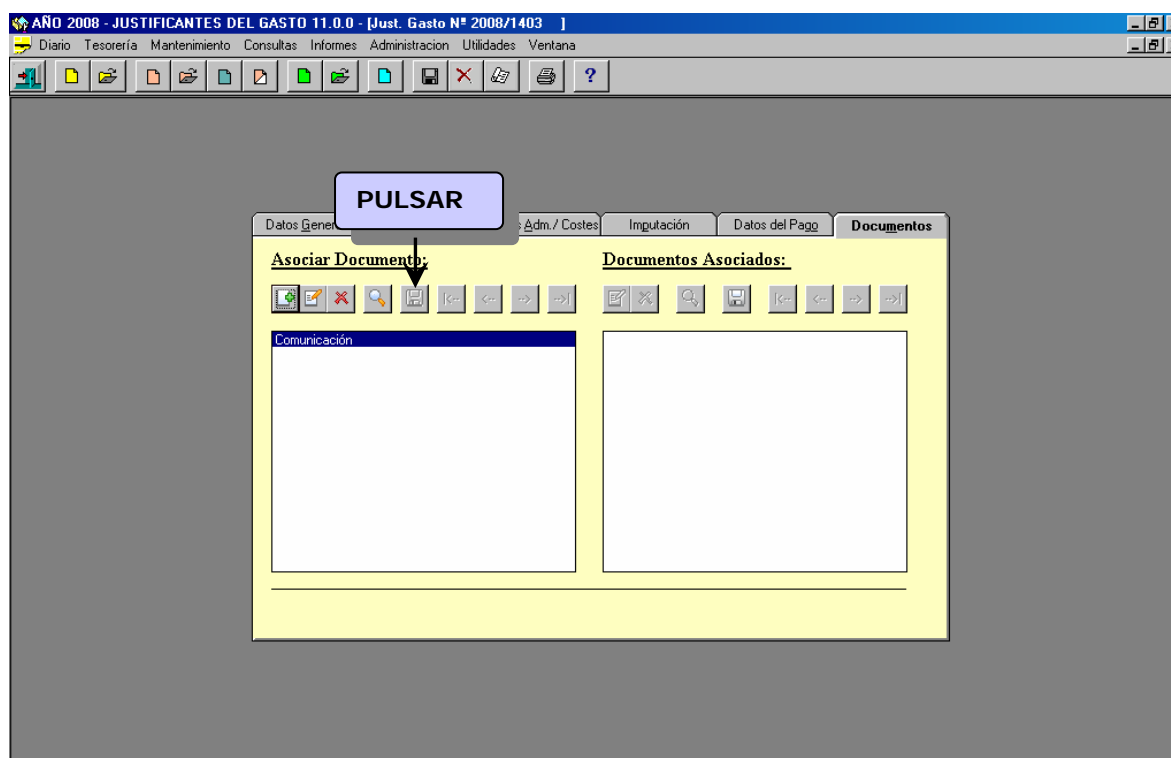 AÑO 2008 - JUSTIFICANTES DEL GASTO 11.0.0 - [Just. Gasto Nº 2008/1403 ]
Diario Tesorería Mantenimiento Consultas Informes Administracion Utilidades Ventana
?
PULSAR
Datos Adm./ Costes Imputación Datos del Pago Documentos
Asociar Documento: Documentos Asociados:
|<-- <-- --> -->| |<-- <-- --> -->|
Comunicación